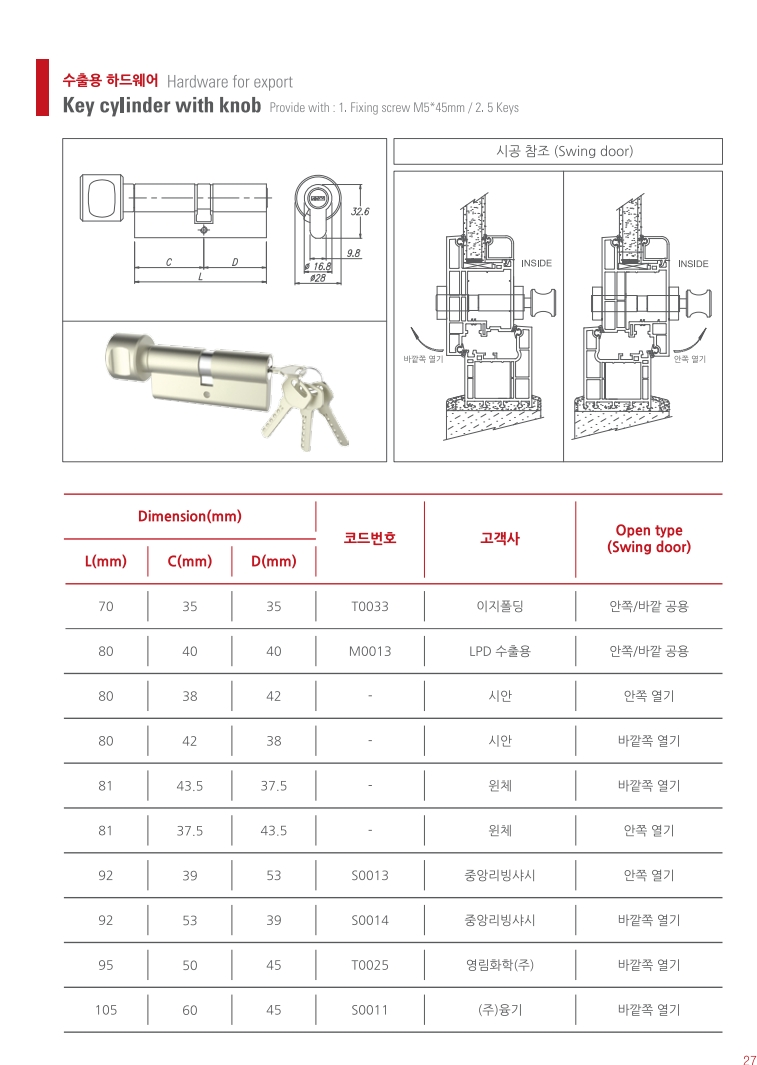 수출용 하드웨어 Hardware for export
Key cylinder with knob Provide with : 1. Fixing screw M5*45mm / 2. 5 Keys
시공 참조 (Swing door)
32.6
9.8
ø 16.8
ø28
C D
L
INSIDE
바깥쪽 열기
INSIDE
안쪽 열기
Dimension(mm) 코드번호 고객사 Open type
(Swing door)
L(mm) C(mm) D(mm)
70 35 35 T0033 이지폴딩 안쪽/바깥 공용
80 40 40 M0013 LPD 수출용 안쪽/바깥 공용
80 38 42 - 시안 안쪽 열기
80 42 38 - 시안 바깥쪽 열기
81 43.5 37.5 - 윈체 바깥쪽 열기
81 37.5 43.5 - 윈체 안쪽 열기
92 39 53 S0013 중앙리빙샤시 안쪽 열기
92 53 39 S0014 중앙리빙샤시 바깥쪽 열기
95 50 45 T0025 영림화학(주) 바깥쪽 열기
105 60 45 S0011 (주)융기 바깥쪽 열기
27